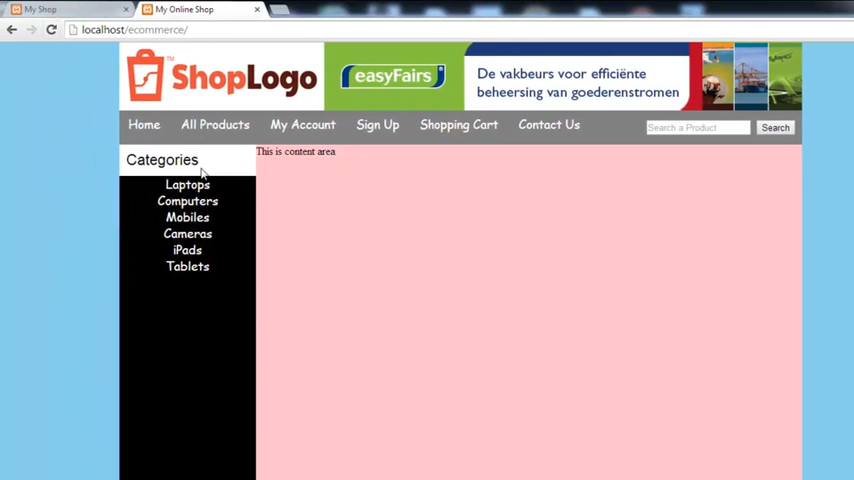 My Shop
My Online Shop
localhost/ecommerce/
ShopLogo
TM
easyFairs
De vakbeurs voor efficiënte
beheersing van goederenstromen
Home All Products My Account Sign Up Shopping Cart Contact Us Search a Product Search
Categories
This is content area
Laptops
Computers
Mobiles
Cameras
iPads
Tablets